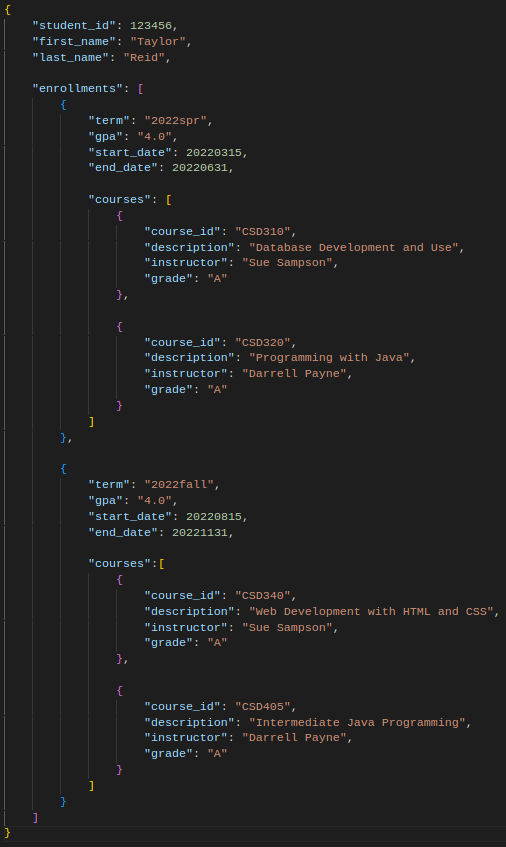 {
    "student_id": 123456,
    "first_name": "Taylor",
    "last_name": "Reid",

    "enrollments": [
        {
            "term": "2022spr",
            "gpa": "4.0",
            "start_date": 20220315,
            "end_date": 20220631,

            "courses": [
                {
                    "course_id": "CSD310",
                    "description": "Database Development and Use",
                    "instructor": "Sue Sampson",
                    "grade": "A"
                },

                {
                    "course_id": "CSD320",
                    "description": "Programming with Java",
                    "instructor": "Darrell Payne",
                    "grade": "A"
                }
            ]
        },

        {
            "term": "2022fall",
            "gpa": "4.0",
            "start_date": 20220815,
            "end_date": 20221131,

            "courses":[
                {
                    "course_id": "CSD340",
                    "description": "Web Development with HTML and CSS",
                    "instructor": "Sue Sampson",
                    "grade": "A"
                },

                {
                    "course_id": "CSD405",
                    "description": "Intermediate Java Programming",
                    "instructor": "Darrell Payne",
                    "grade": "A"
                }
            ]
        }
    ]
}